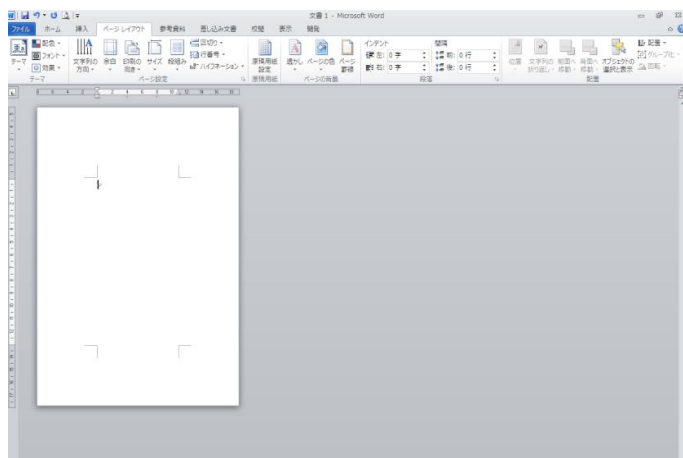 文書 1 - Microsoft Word
ファイル ホーム 挿入 ページ レイアウト 参考資料 差し込み文書 校閲 表示 開発
テーマ 配色 フォント 効果 テーマ
文字列の方向 余白 印刷の向き サイズ 段組み 区切り 行番号 ハイフネーション ページ設定
原稿用紙設定 原稿用紙
透かし ページの色 ページ罫線 ページの背景
インデント 左: 0 字 右: 0 字 間隔 前: 0 行 後: 0 行 段落
位置 文字列の折り返し 前面へ移動 背面へ移動 オブジェクトの選択と表示 配置 グループ化 回転 配置